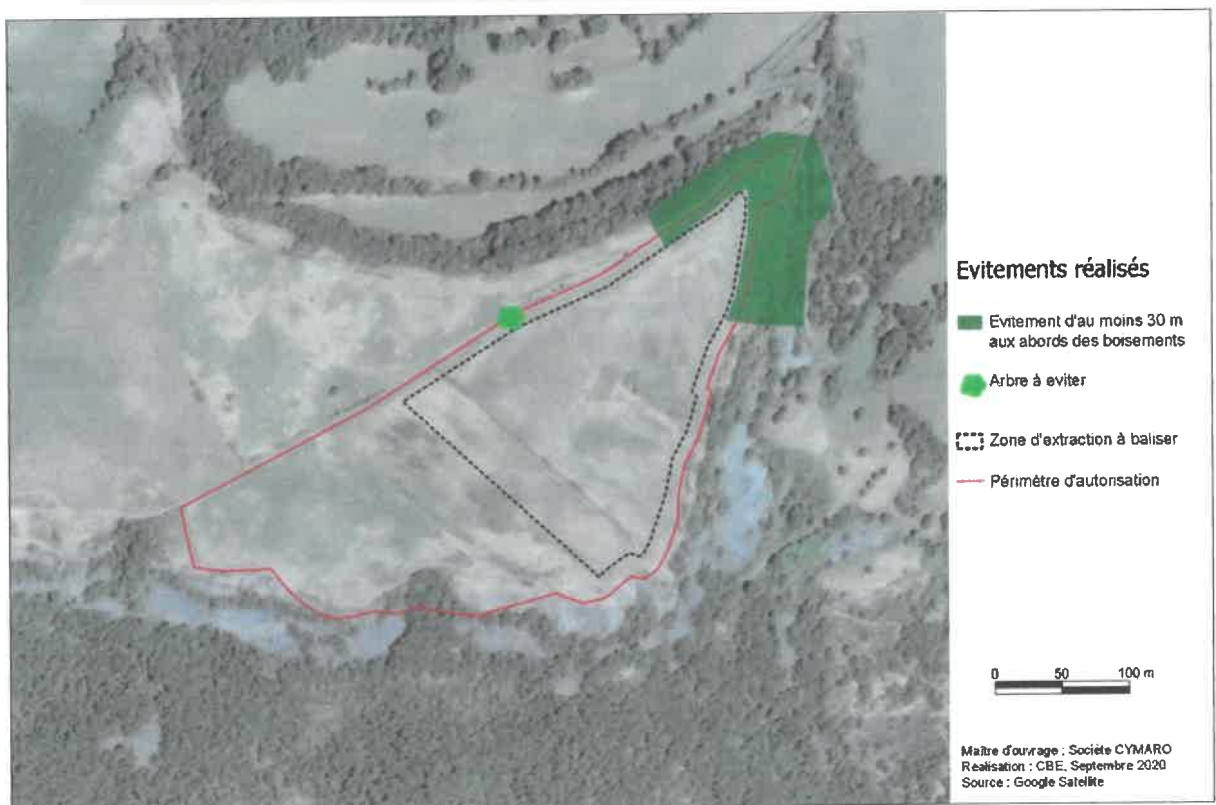 Evitements réalisés
Evitement d'au moins 30 m
aux abords des boisements
Arbre à eviter
Zone d'extraction à baliser
Périmètre d'autorisation
0 50 100 m
Maître d'ouvrage : Société CYMARO
Realisation : CBE, Septembre 2020
Source : Google Satellite